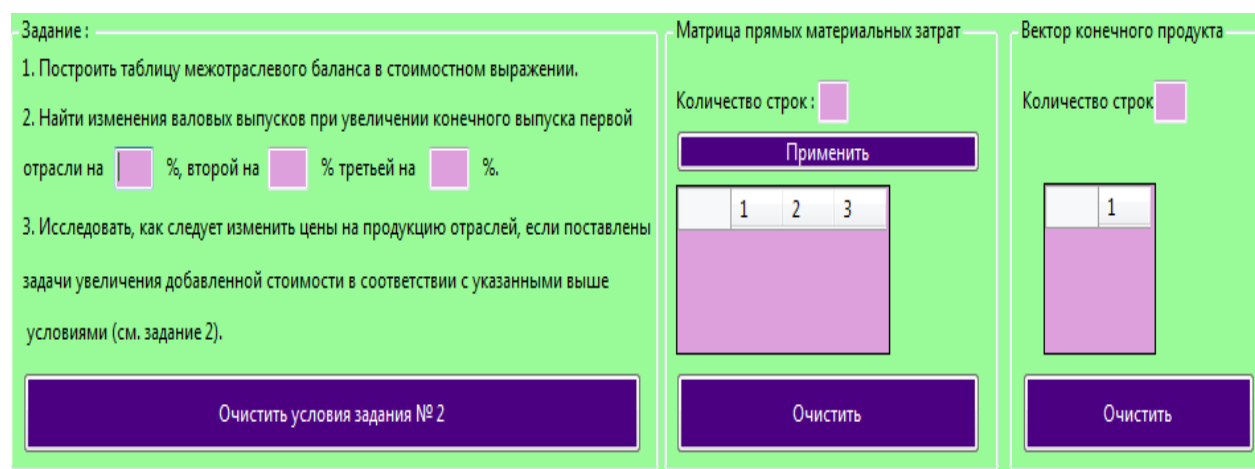 Задание :
1. Построить таблицу межотраслевого баланса в стоимостном выражении.
2. Найти изменения валовых выпусков при увеличении конечного выпуска первой
отрасли на %, второй на % третьей на %.
3. Исследовать, как следует изменить цены на продукцию отраслей, если поставлены
задачи увеличения добавленной стоимости в соответствии с указанными выше
условиями (см. задание 2).
Очистить условия задания № 2
Матрица прямых материальных затрат
Количество строк :
Применить
1 2 3
Очистить
Вектор конечного продукта
Количество строк
1
Очистить